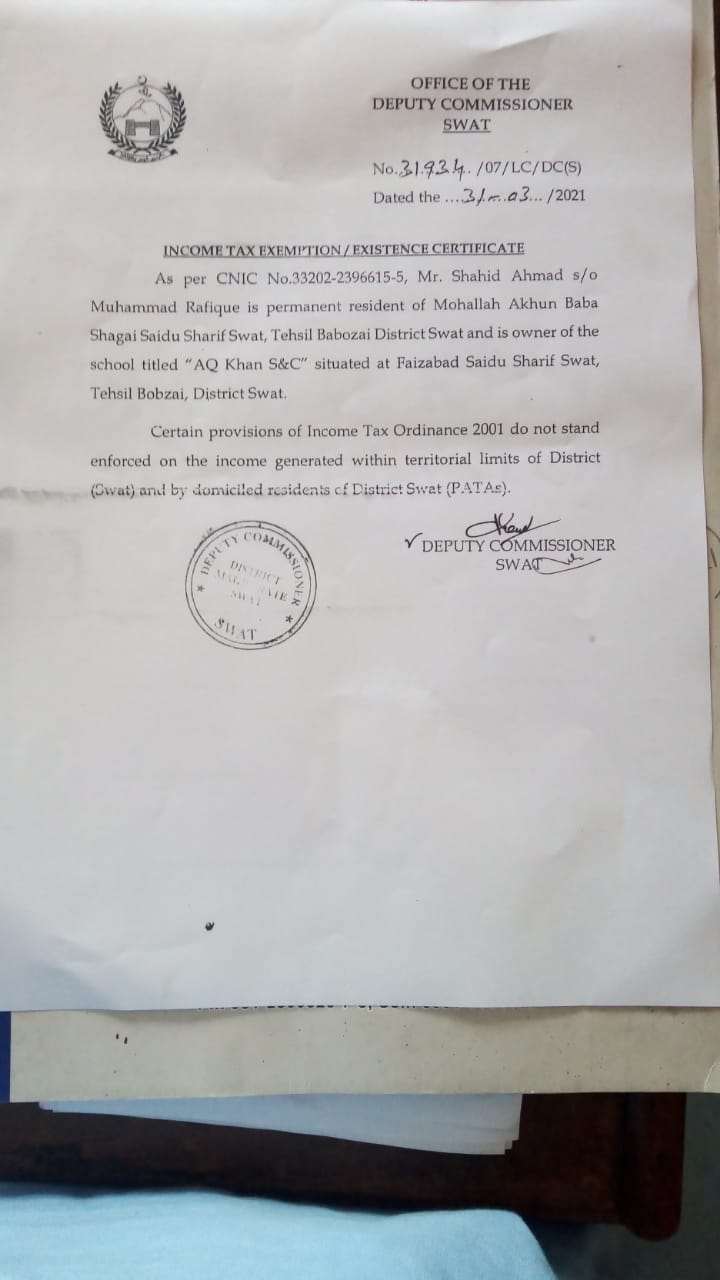 OFFICE OF THE
DEPUTY COMMISSIONER
SWAT
No.31934../07/LC/DC(S)
Dated the ...31-..03.../2021
INCOME TAX EXEMPTION / EXISTENCE CERTIFICATE
As per CNIC No.33202-2396615-5, Mr. Shahid Ahmad s/o
Muhammad Rafique is permanent resident of Mohallah Akhun Baba
Shagai Saidu Sharif Swat, Tehsil Babozai District Swat and is owner of the
school titled "AQ Khan S&C" situated at Faizabad Saidu Sharif Swat,
Tehsil Bobzai, District Swat.
Certain provisions of Income Tax Ordinance 2001 do not stand
enforced on the income generated within territorial limits of District
(Swat) and by domiciled residents of District Swat (PATAs).
DEPUTY COMMISSIONER
SWAT
DEPUTY COMMISSIONER
DISTRICT
SWAT
SWAT